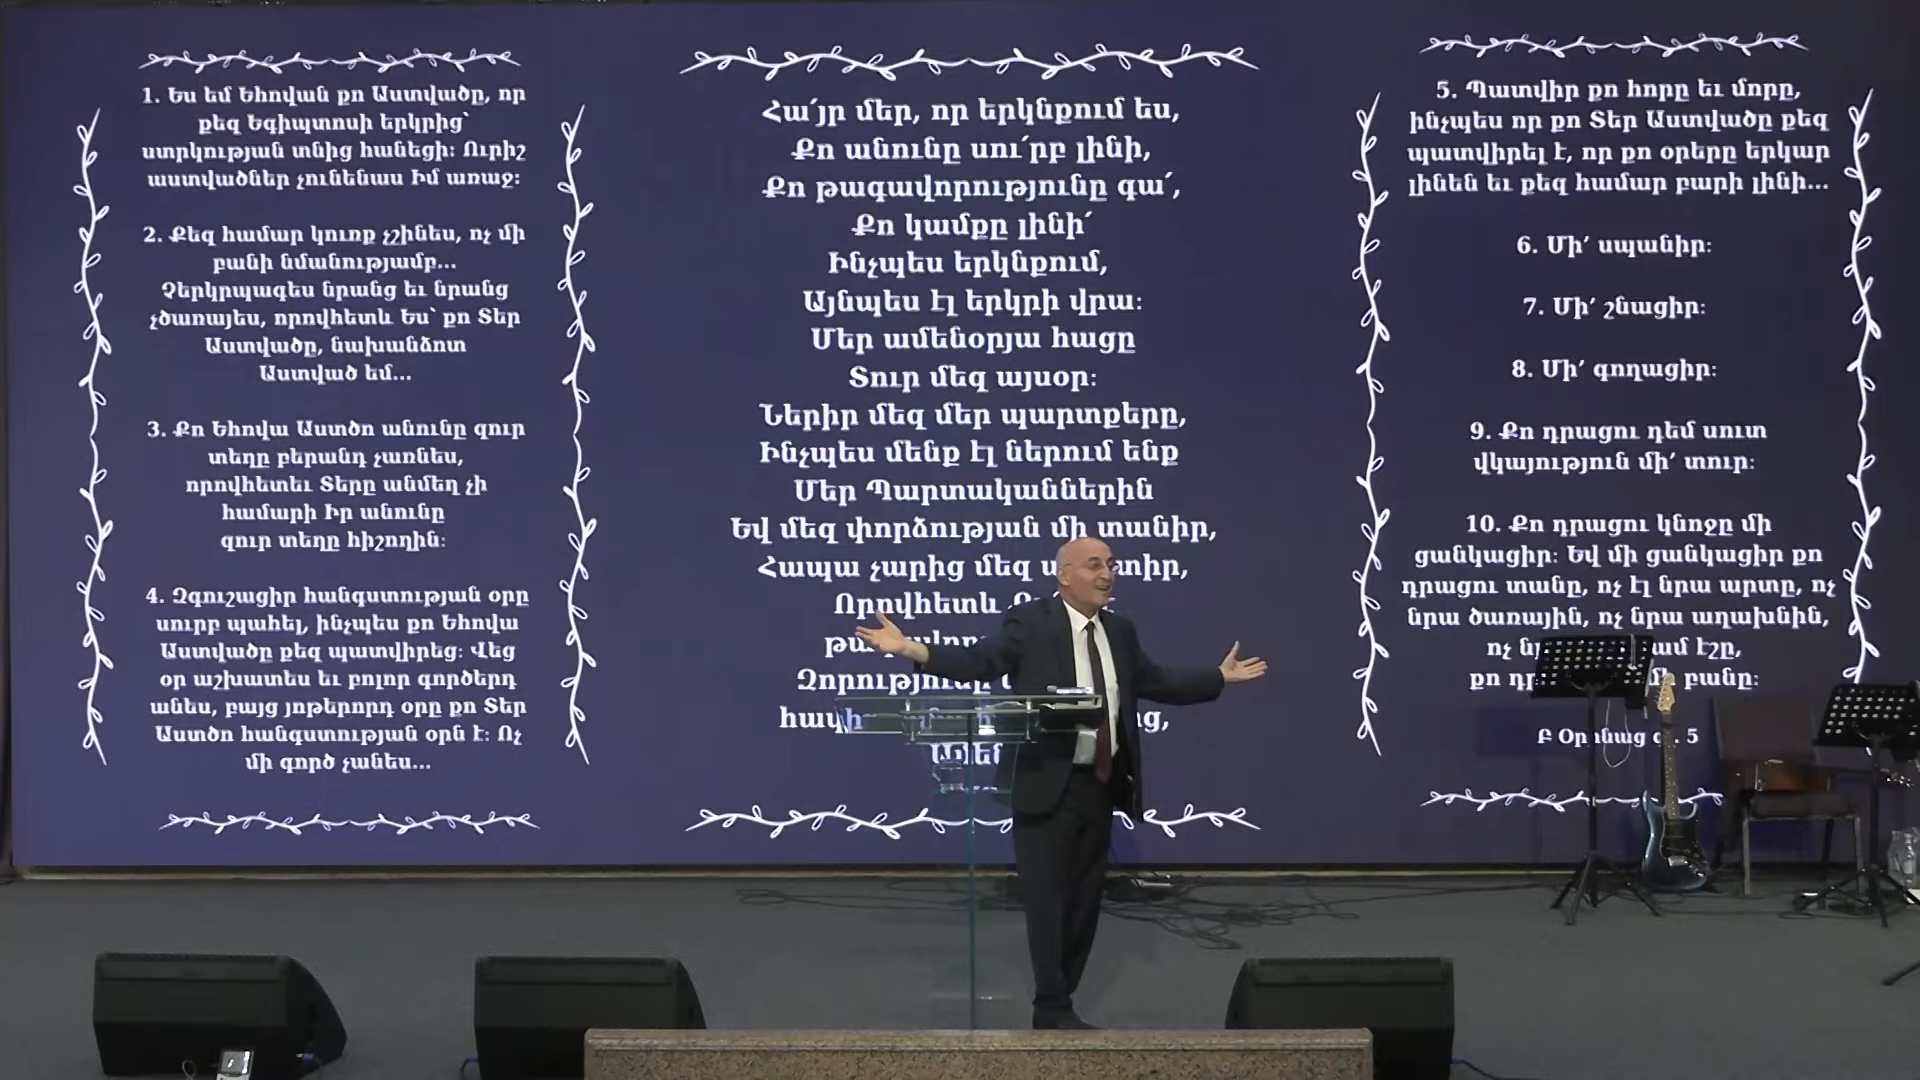 1. Ես եմ Եհովան քո Աստվածը, որ
քեզ Եգիպտոսի երկրից՝
ստրկության տնից հանեցի: Ուրիշ
աստվածներ չունենաս Իմ առաջ:
2. Քեզ համար կուռք չշինես, ոչ մի
բանի նմանությամբ...
Չերկրպագես նրանց եւ նրանց
չծառայես, որովհետև Ես՝ քո Տեր
Աստվածը, նախանձոտ
Աստված եմ...
3. Քո Եհովա Աստծո անունը զուր
տեղը բերանդ չառնես,
որովհետեւ Տերը անմեղ չի
համարի Իր անունը
զուր տեղը հիշողին:
4. Զգուշացիր հանգստության օրը
սուրբ պահել, ինչպես քո Եհովա
Աստվածը քեզ պատվիրեց: Վեց
օր աշխատես եւ բոլոր գործերդ
անես, բայց յոթերորդ օրը քո Տեր
Աստծո հանգստության օրն է: Ոչ
մի գործ չանես...
Հա՛յր մեր, որ երկնքում ես,
Քո անունը սու՛րբ լինի,
Քո թագավորությունը գա՛,
Քո կամքը լինի՛
Ինչպես երկնքում,
Այնպես էլ երկրի վրա:
Մեր ամենօրյա հացը
Տուր մեզ այսօր:
Ներիր մեզ մեր պարտքերը,
Ինչպես մենք էլ ներում ենք
Մեր Պարտականներին
Եվ մեզ փորձության մի տանիր,
Հապա չարից մեզ
Որովհետև
5. Պատվիր քո հորը եւ մորը,
ինչպես որ քո Տեր Աստվածը քեզ
պատվիրել է, որ քո օրերը երկար
լինեն եւ քեզ համար բարի լինի...
6. Մի՛ սպանիր:
7. Մի՛ շնացիր:
8. Մի՛ գողացիր:
9. Քո դրացու դեմ սուտ
վկայություն մի՛ տուր:
10. Քո դրացու կնոջը մի
ցանկացիր: Եվ մի ցանկացիր քո
դրացու տանը, ոչ էլ նրա արտը, ոչ
նրա ծառային, ոչ նրա աղախնին,
ոչ էշը,
քո բանը:
Բ Օրինաց 5